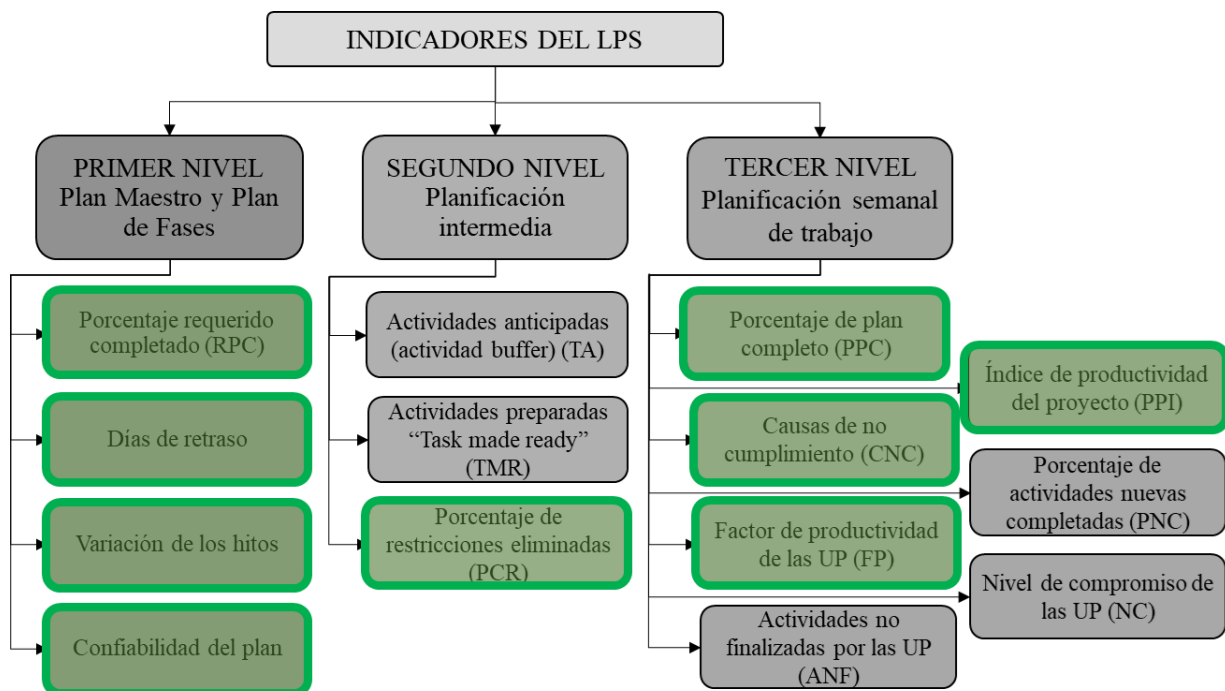 INDICADORES DEL LPS
PRIMER NIVEL
Plan Maestro y Plan
de Fases
SEGUNDO NIVEL
Planificación
intermedia
TERCER NIVEL
Planificación semanal
de trabajo
Porcentaje requerido
completado (RPC)
Días de retraso
Variación de los hitos
Confiabilidad del plan
Actividades anticipadas
(actividad buffer) (TA)
Actividades preparadas
“Task made ready”
(TMR)
Porcentaje de
restricciones eliminadas
(PCR)
Porcentaje de plan
completo (PPC)
Causas de no
cumplimiento (CNC)
Factor de productividad
de las UP (FP)
Actividades no
finalizadas por las UP
(ANF)
Índice de productividad
del proyecto (PPI)
Porcentaje de
actividades nuevas
completadas (PNC)
Nivel de compromiso de
las UP (NC)